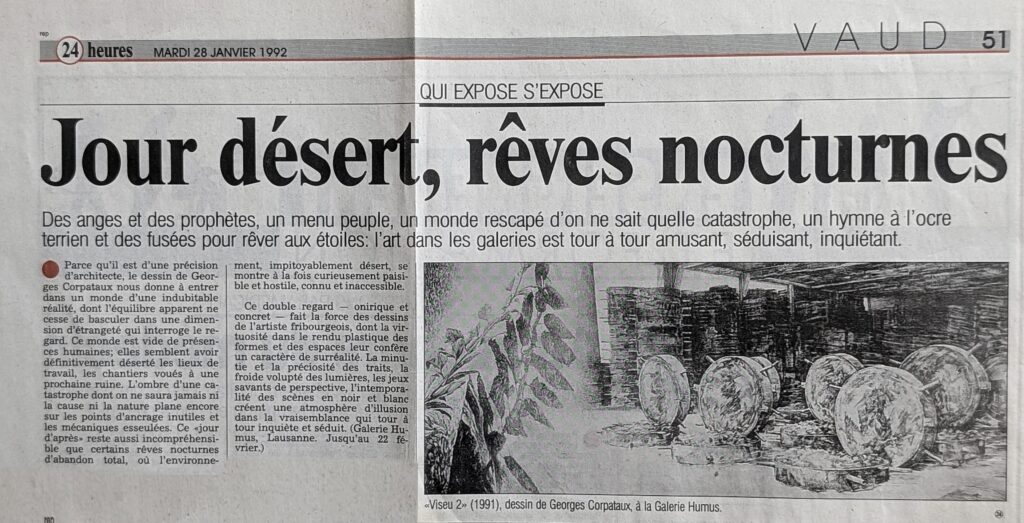 rep
24 heures MARDI 28 JANVIER 1992
VAUD 51
QUI EXPOSE S'EXPOSE
Jour désert, rêves nocturnes
Des anges et des prophètes, un menu peuple, un monde rescapé d'on ne sait quelle catastrophe, un hymne à l'ocre
terrien et des fusées pour rêver aux étoiles: l'art dans les galeries est tour à tour amusant, séduisant, inquiétant.
Parce qu'il est d'une précision
d'architecte, le dessin de Geor-
ges Corpataux nous donne à entrer
dans un monde d'une indubitable
réalité, dont l'équilibre apparent ne
cesse de basculer dans une dimen-
sion d'étrangeté qui interroge le re-
gard. Ce monde est vide de présen-
ces humaines; elles semblent avoir
définitivement déserté les lieux de
travail, les chantiers voués à une
prochaine ruine. L'ombre d'une ca-
tastrophe dont on ne saura jamais ni
la cause ni la nature plane encore
sur les points d'ancrage inutiles et
les mécaniques esseulées. Ce «jour
d'après» reste aussi incompréhensi-
ble que certains rêves nocturnes
d'abandon total, où l'environne-
ment, impitoyablement désert, se
montre à la fois curieusement paisi-
ble et hostile, connu et inaccessible.
Ce double regard — onirique et
concret — fait la force des dessins
de l'artiste fribourgeois, dont la vir-
tuosité dans le rendu plastique des
formes et des espaces leur confère
un caractère de surréalité. La minu-
tie et la préciosité des traits, la
froide volupté des lumières, les jeux
savants de perspective, l'intempora-
lité des scènes en noir et blanc
créent une atmosphère d'illusion
dans la vraisemblance qui tour à
tour inquiète et séduit. (Galerie Hu-
mus, Lausanne. Jusqu'au 22 fé-
vrier.)
«Viseu 2» (1991), dessin de Georges Corpataux, à la Galerie Humus.
rep